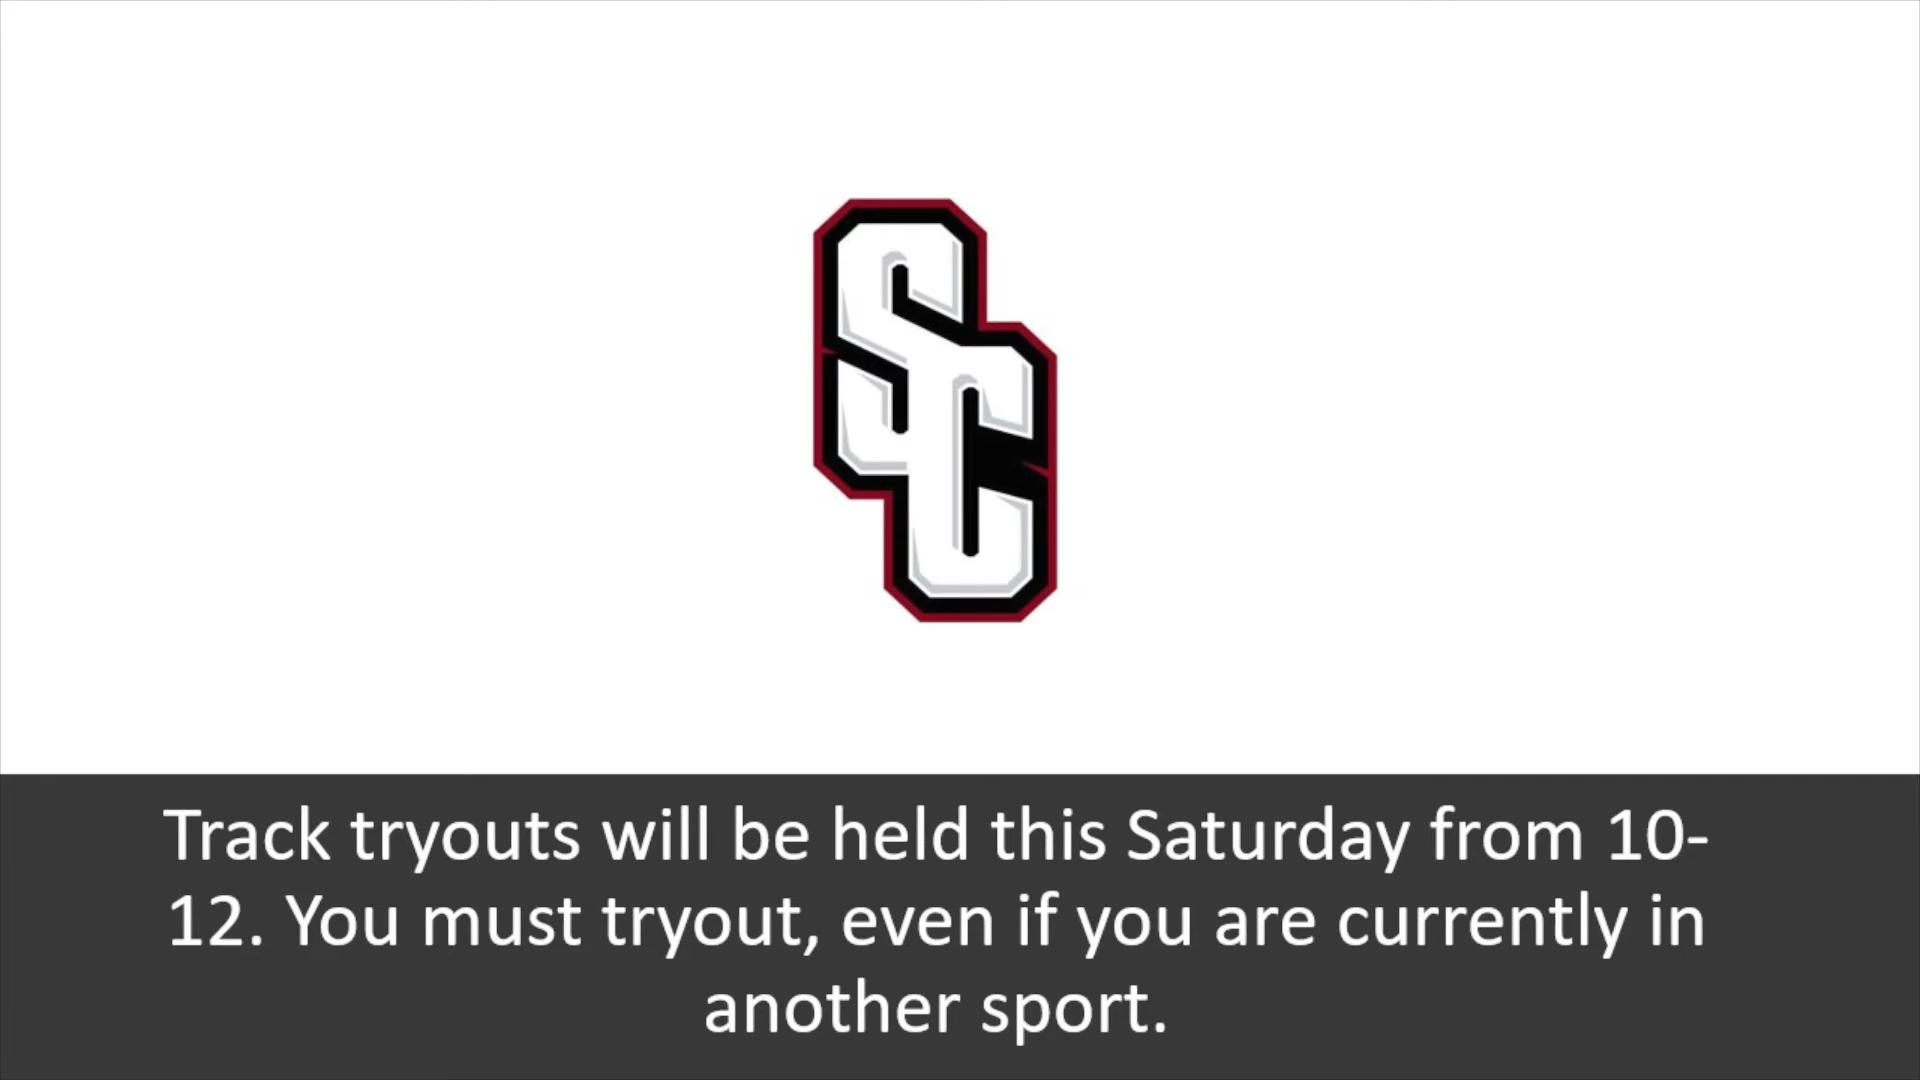 SC
Track tryouts will be held this Saturday from 10-
12. You must tryout, even if you are currently in
another sport.